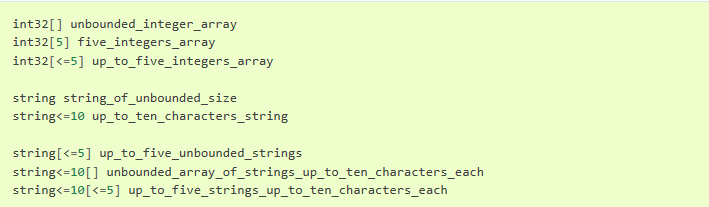 int32[] unbounded_integer_array
int32[5] five_integers_array
int32[<=5] up_to_five_integers_array
string string_of_unbounded_size
string<=10 up_to_ten_characters_string
string[<=5] up_to_five_unbounded_strings
string<=10[] unbounded_array_of_strings_up_to_ten_characters_each
string<=10[<=5] up_to_five_strings_up_to_ten_characters_each